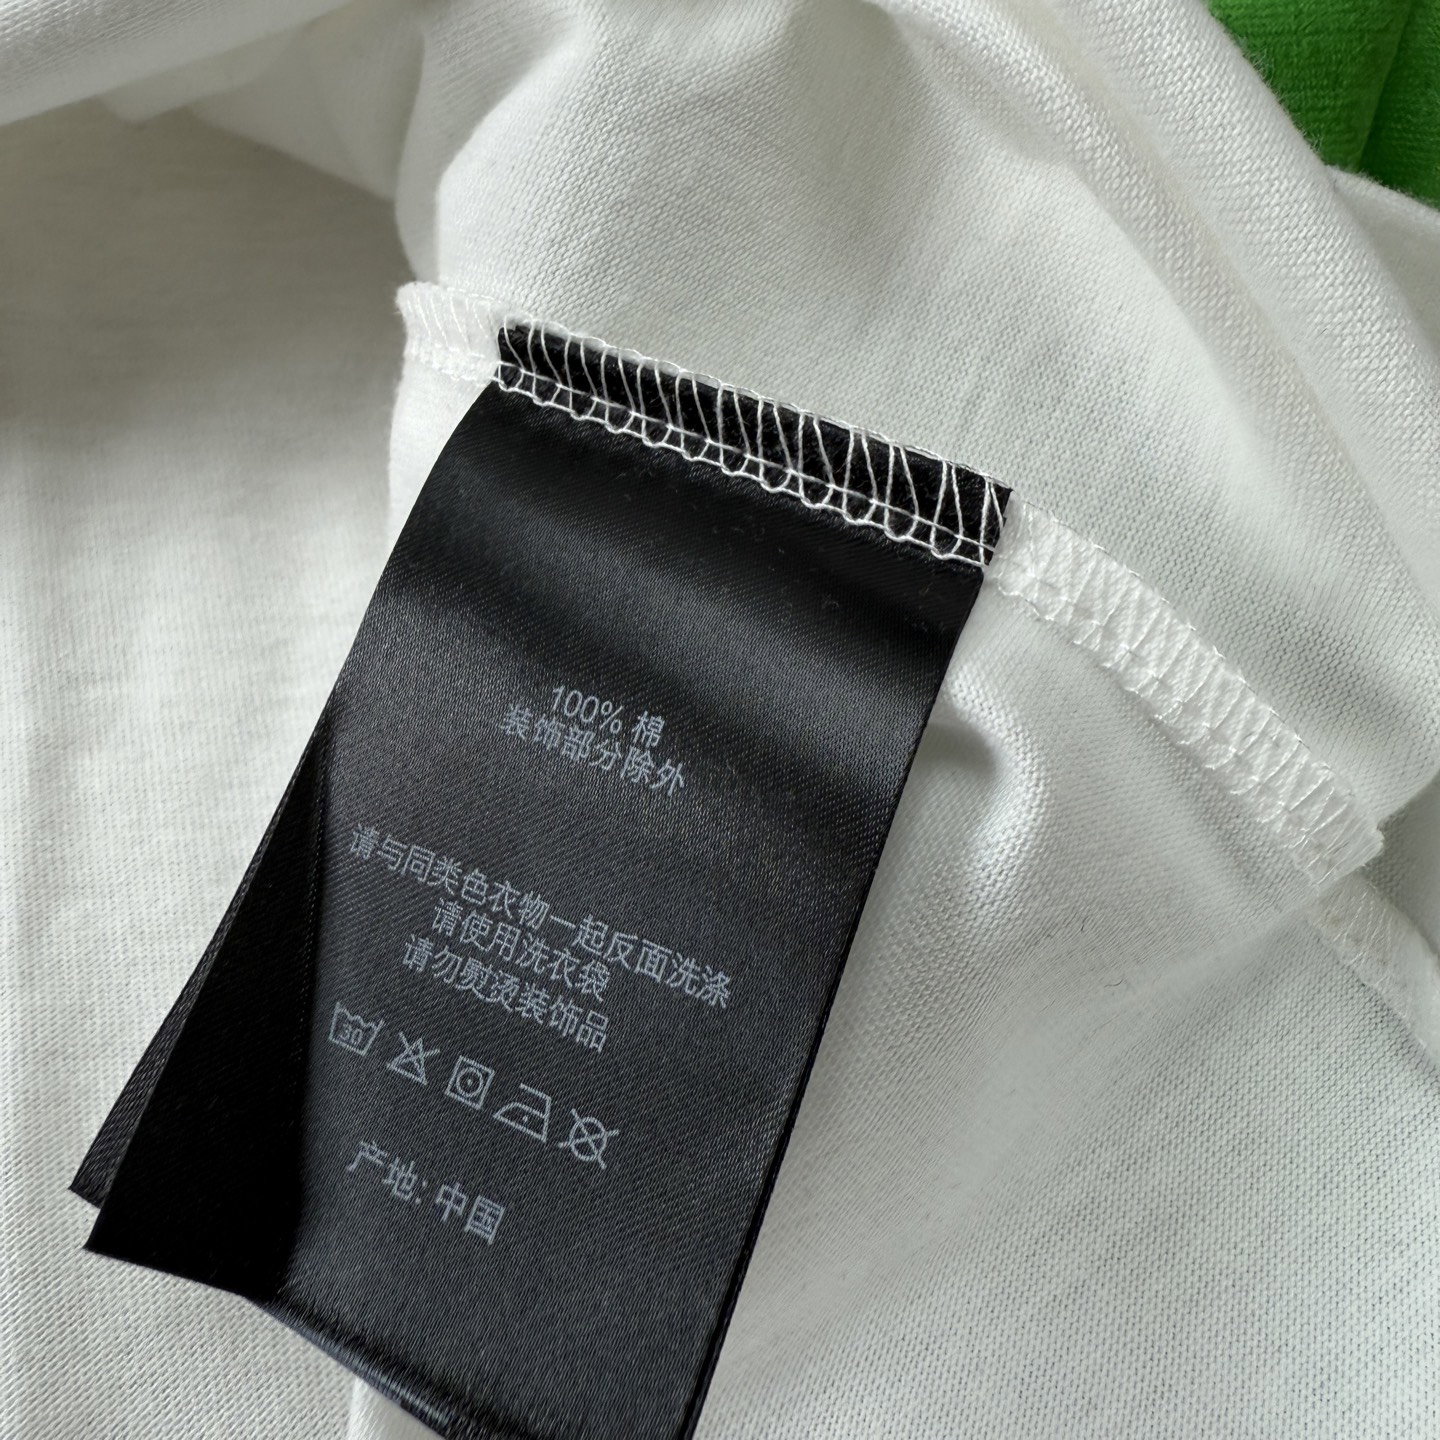 100% 棉
装饰部分除外
请与同类色衣物一起反面洗涤
请使用洗衣袋
请勿熨烫装饰品
30
产地: 中国